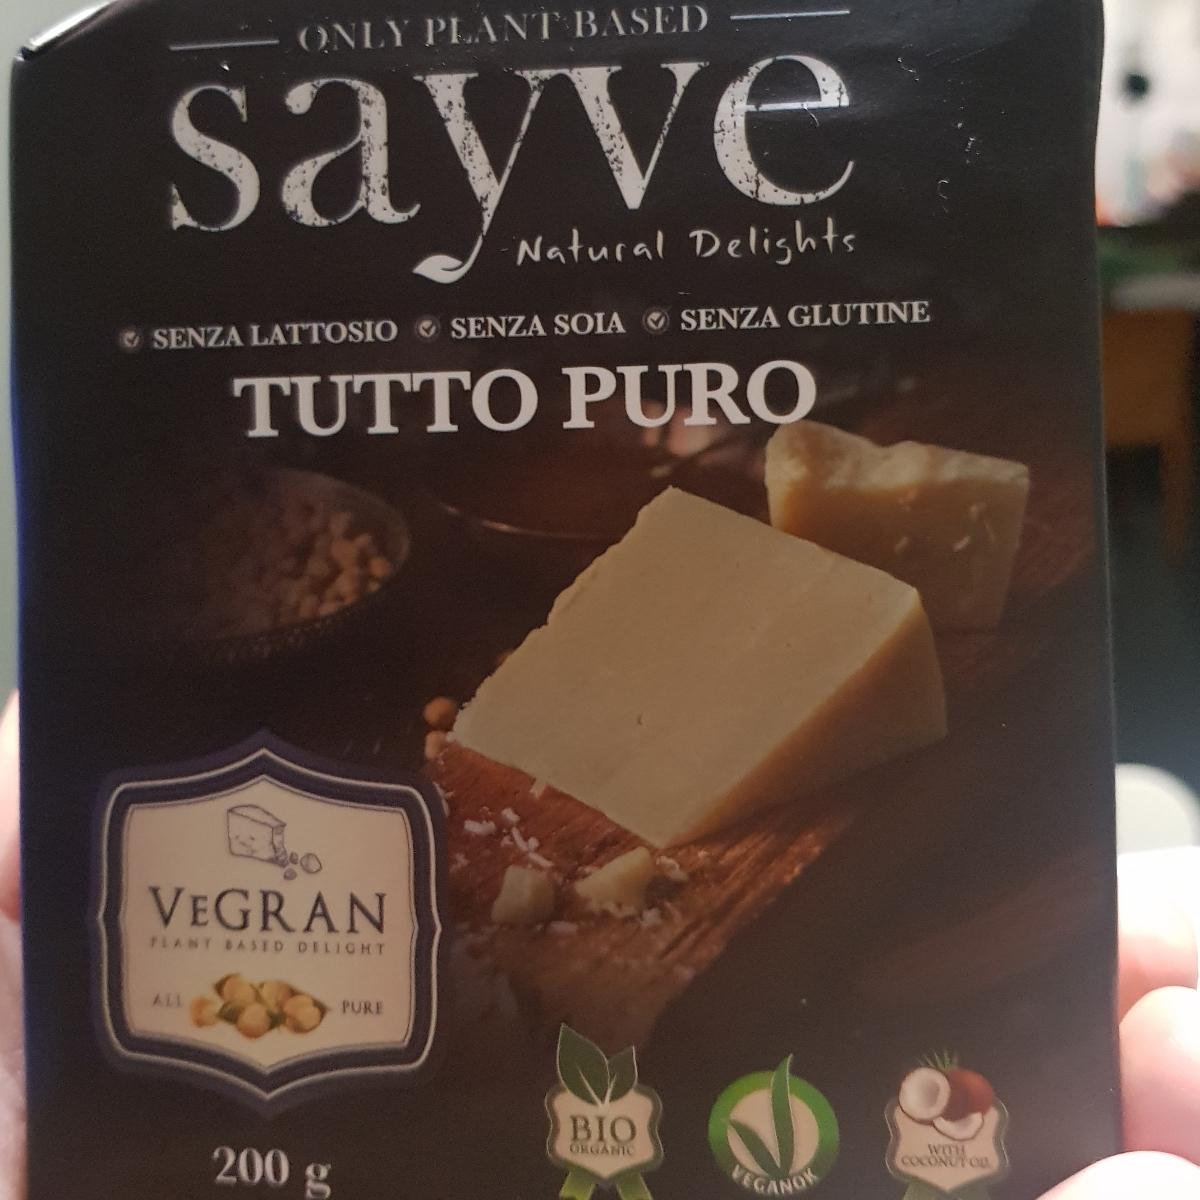 ONLY PLANT BASED
sayve
Natural Delights
SENZA LATTOSIO SENZA SOIA SENZA GLUTINE
TUTTO PURO
VEGRAN
PLANT BASED DELIGHT
ALL PURE
200 g
BIO
ORGANIC
VEGANOK
WITH
COCONUT OIL